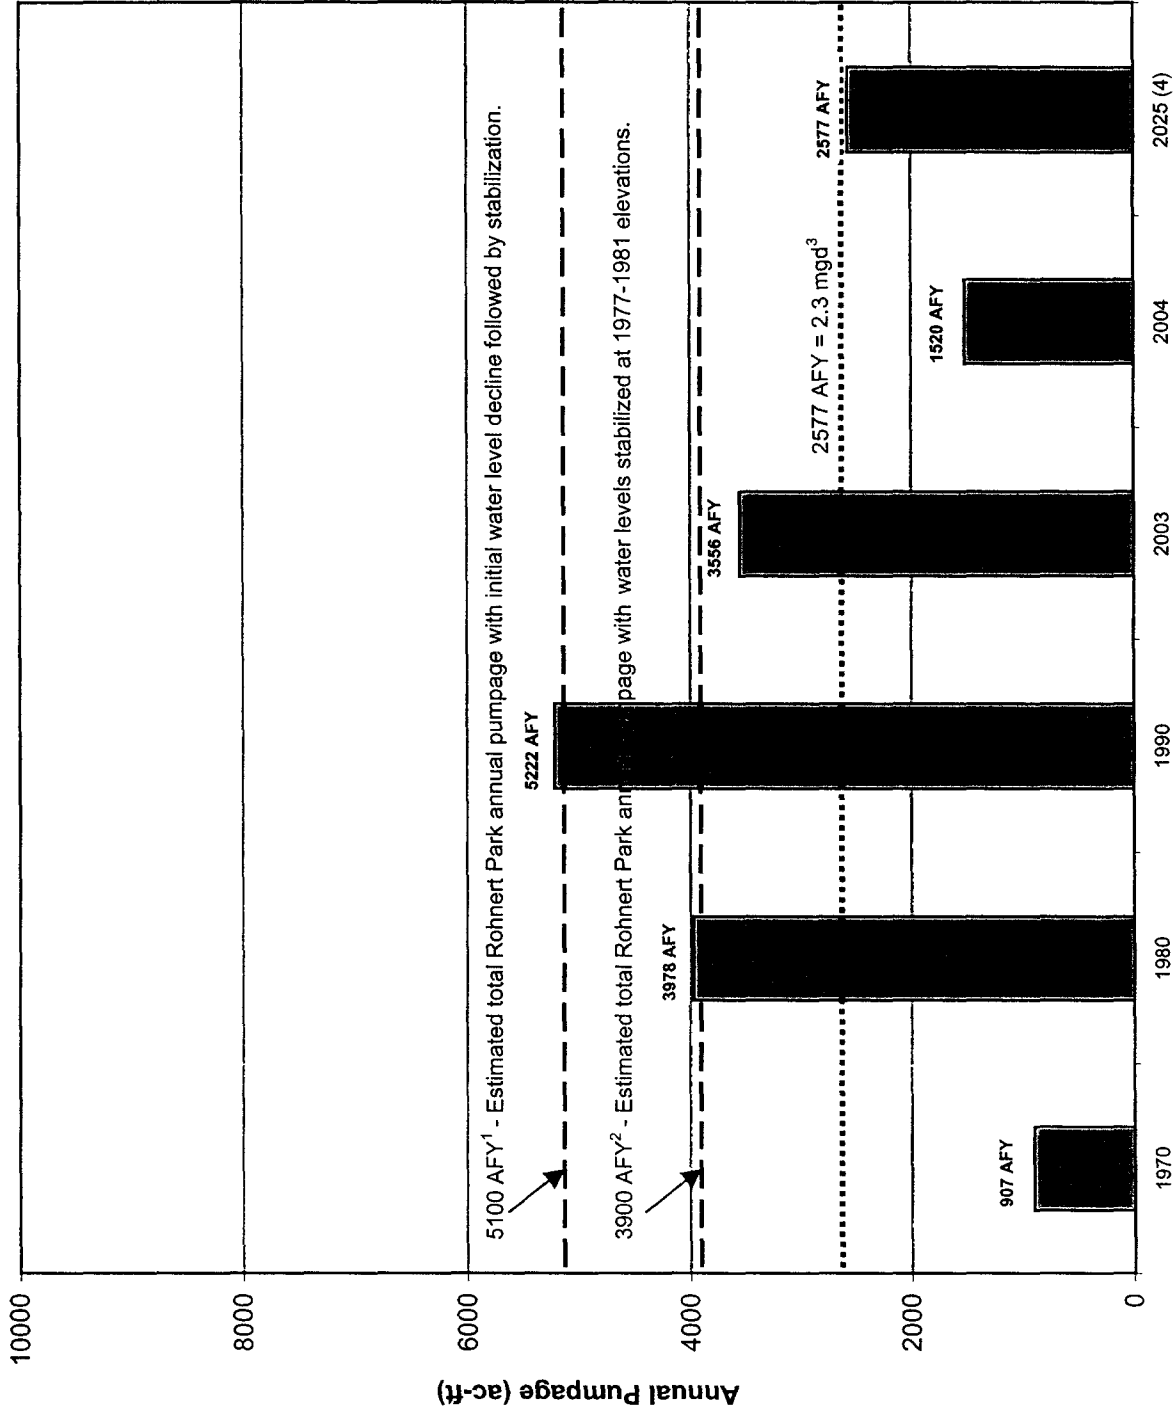 10000
8000
6000
4000
2000
0
Annual Pumpage (ac-ft)
5100 AFY¹ - Estimated total Rohnert Park annual pumpage with initial water level decline followed by stabilization.
3900 AFY² - Estimated total Rohnert Park annual page with water levels stabilized at 1977-1981 elevations.
2577 AFY = 2.3 mgd³
907 AFY
3978 AFY
5222 AFY
3556 AFY
1520 AFY
2577 AFY
1970
1980
1990
2003
2004
2025 (4)